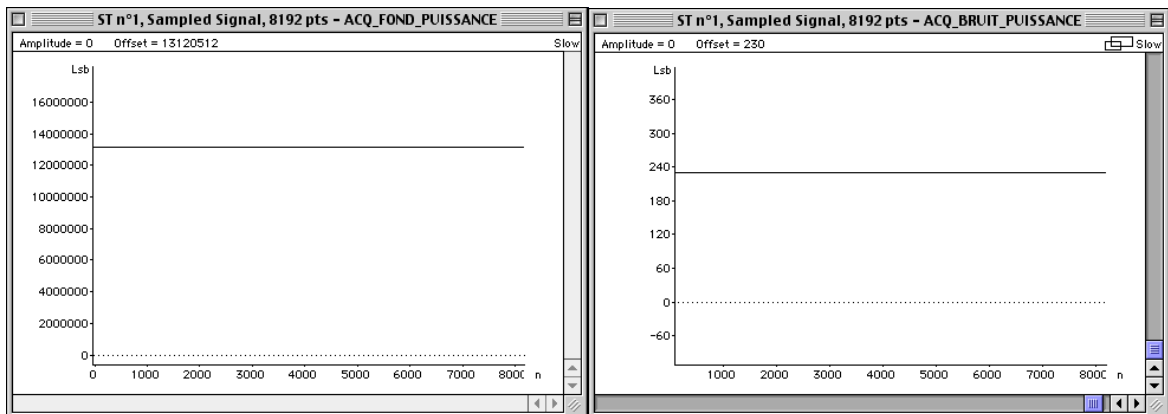 ST n°1, Sampled Signal, 8192 pts - ACQ_FOND_PUISSANCE
Amplitude = 0 Offset = 13120512 Slow
Lsb
16000000
14000000
12000000
10000000
8000000
6000000
4000000
2000000
0
0 1000 2000 3000 4000 5000 6000 7000 800C n
ST n°1, Sampled Signal, 8192 pts - ACQ_BRUIT_PUISSANCE
Amplitude = 0 Offset = 230 Slow
Lsb
360
300
240
180
120
60
0
-60
1000 2000 3000 4000 5000 6000 7000 800C n